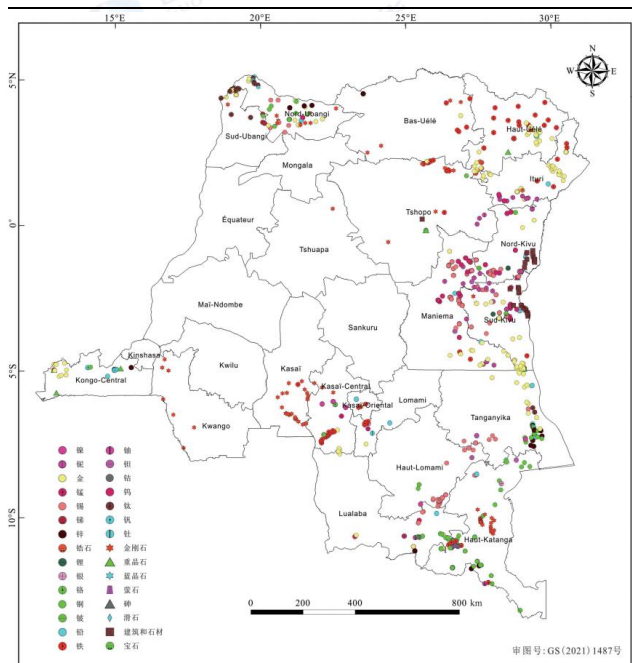 15°E 20°E 25°E 30°E
N
W E
S
5°N
Nord-Ubangi
Bas-Uélé
Haut-Uélé
Sud-Ubangi
Mongala
Ituri
Tshopo
0°
Équateur
Nord-Kivu
Tshuapa
Maï-Ndombe
Maniema
Sud-Kivu
Sankuru
Kinshasa
Kwilu
Kasaï
5°S
Kongo-Central
Kasaï-Central
Lomami
Kasaï-Oriental
Tanganyika
Kwango
Haut-Lomami
镍 铀
铌 钽
金 钴
锰 钨
锡 钛
锑 钒
10°S
Lualaba
锌 钍
Haut-Katanga
锆石 金刚石
锂 重晶石
银 蓝晶石
铬 萤石
铜 砷
铍 滑石
铅 建筑和石材
铁 宝石
0 200 400 800 km
审图号: GS (2021) 1487号